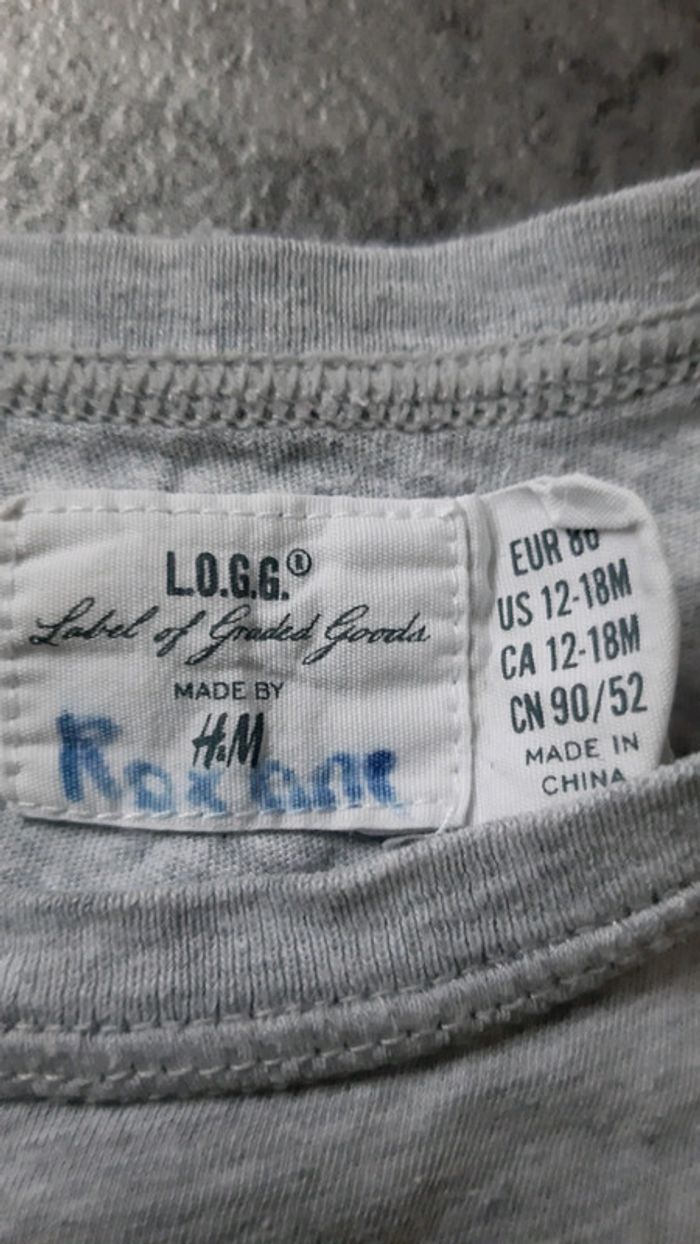 L.O.G.G.®
Label of Graded Goods
MADE BY
H&M
Roxane
EUR 86
US 12-18M
CA 12-18M
CN 90/52
MADE IN
CHINA